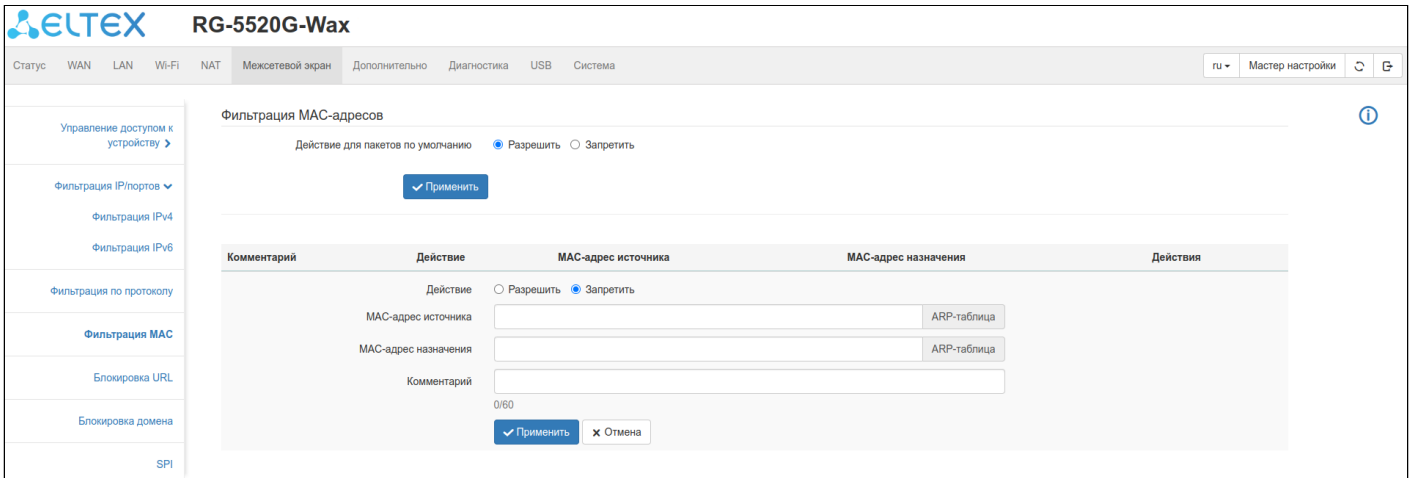 ELTEX RG-5520G-Wax
Статус WAN LAN Wi-Fi NAT Межсетевой экран Дополнительно Диагностика USB Система ru Мастер настройки
Управление доступом к
устройству
Фильтрация IP/портов
Фильтрация IPv4
Фильтрация IPv6
Фильтрация по протоколу
Фильтрация MAC
Блокировка URL
Блокировка домена
SPI
Фильтрация MAC-адресов
Действие для пакетов по умолчанию Разрешить Запретить
Применить
Комментарий Действие MAC-адрес источника MAC-адрес назначения Действия
Действие Разрешить Запретить
MAC-адрес источника ARP-таблица
MAC-адрес назначения ARP-таблица
Комментарий
0/60
Применить Отмена